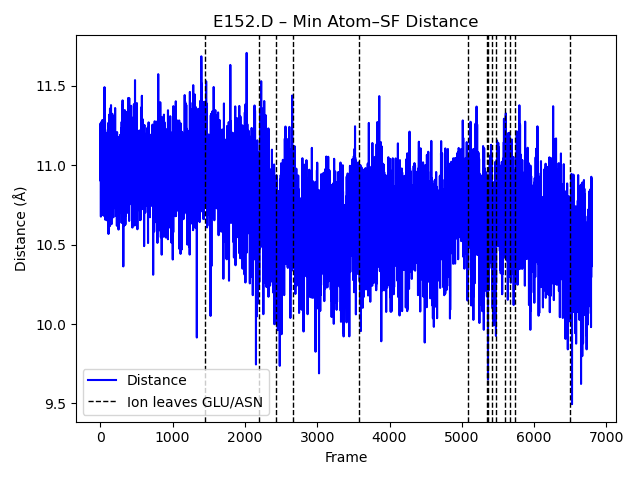 E152.D – Min Atom–SF Distance
Distance (Å)
11.5
11.0
10.5
10.0
9.5
Distance
Ion leaves GLU/ASN
0 1000 2000 3000 4000 5000 6000 7000
Frame